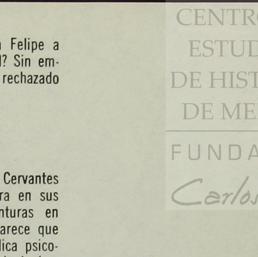 Felipe a
? Sin em-
rechazado
Cervantes
ra en sus
nturas en
arece que
lica psico-
CENTRO
ESTUD
DE HIST
DE ME
FUNDA
Carlos